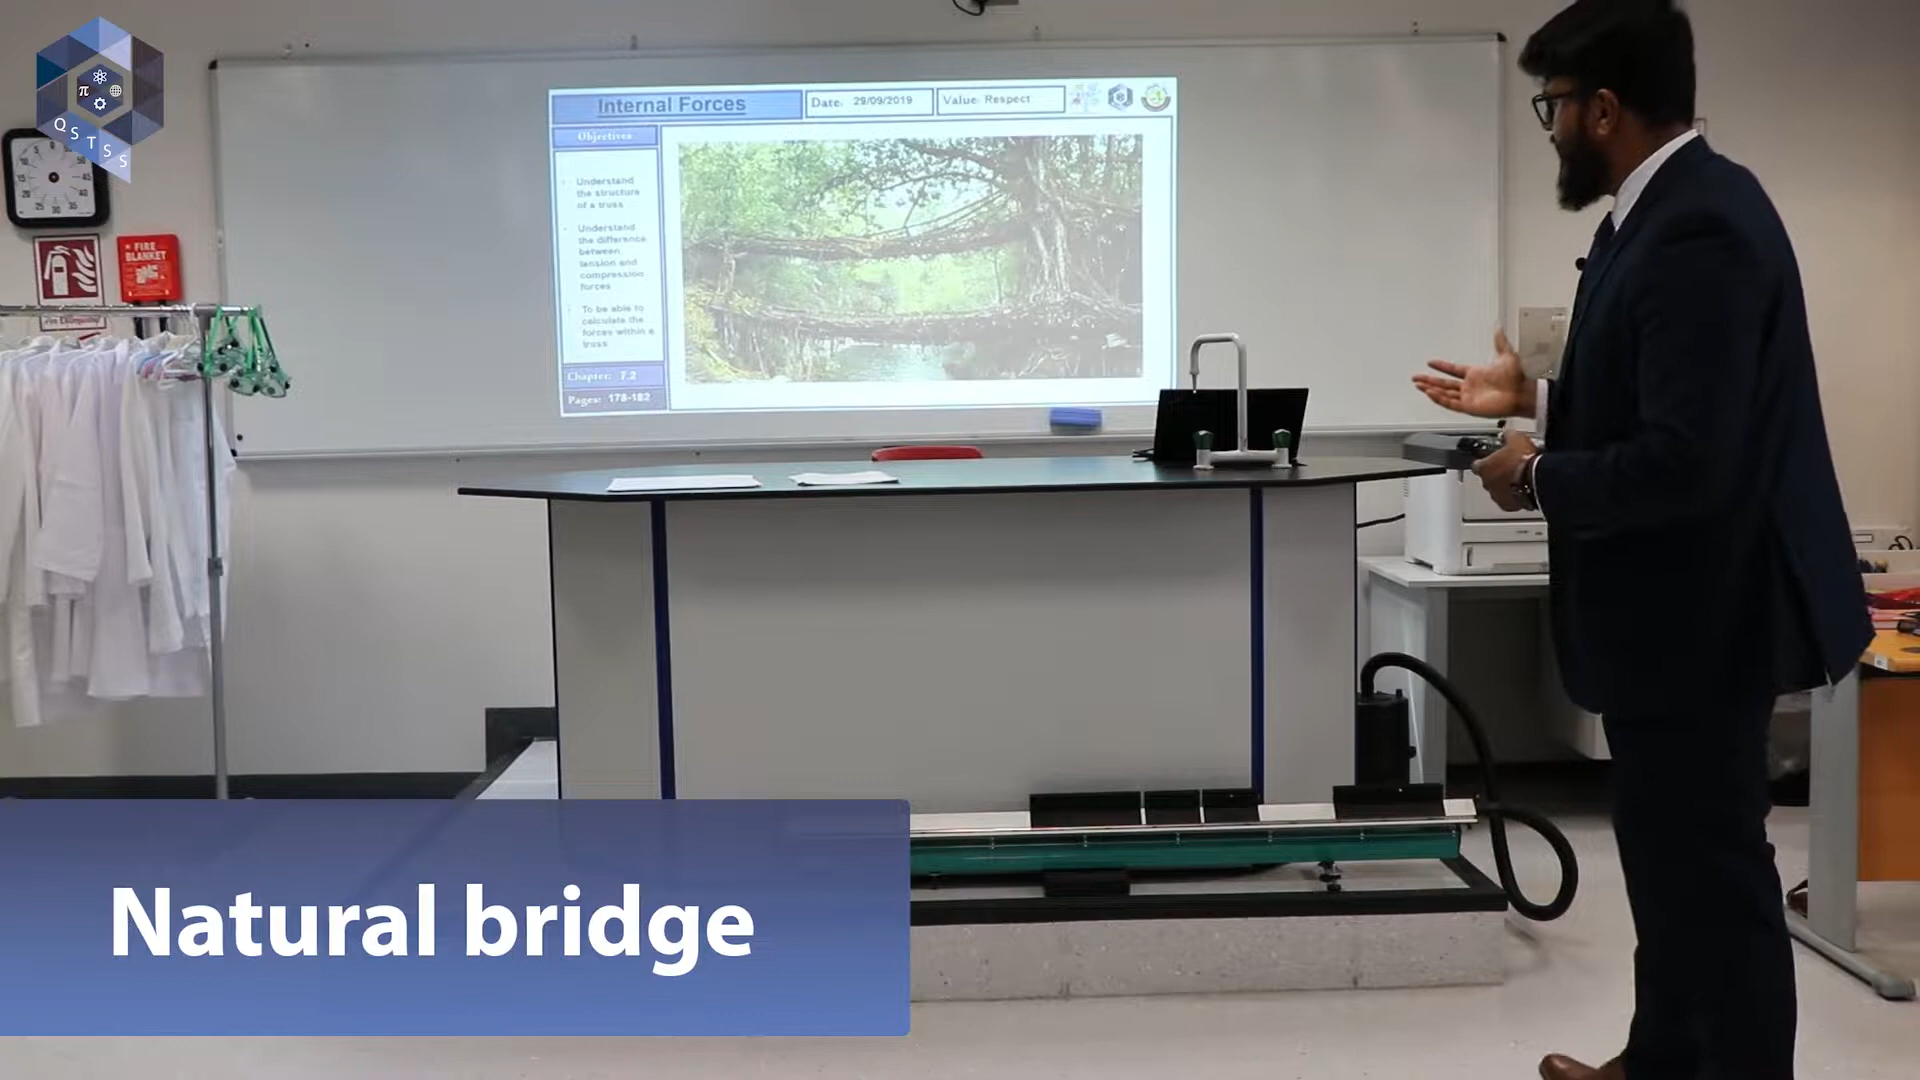 π
Q S T S S
FIRE
BLANKET
Internal Forces
Date: 29/09/2019
Value: Respect
Objectives
Understand
the structure
of a truss
Understand
the difference
between
tension and
compression
forces
To be able to
calculate the
forces within a
truss
Chapter: 7.2
Pages: 178-182
Natural bridge